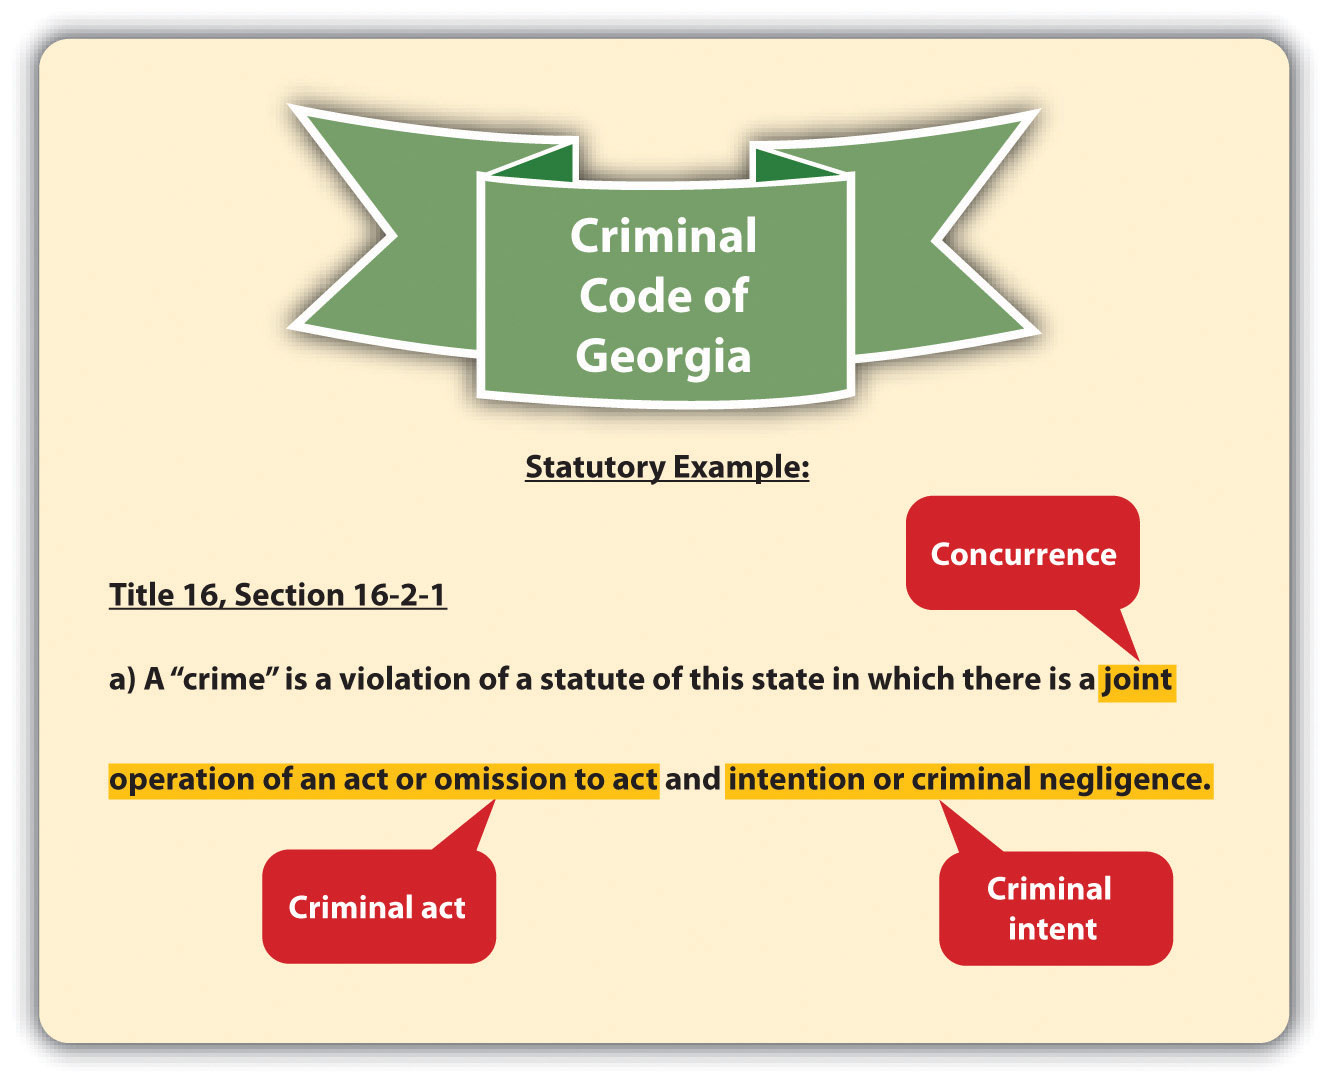 Criminal
Code of
Georgia
Statutory Example:
Concurrence
Title 16, Section 16-2-1
a) A “crime” is a violation of a statute of this state in which there is a joint
operation of an act or omission to act and intention or criminal negligence.
Criminal act
Criminal
intent